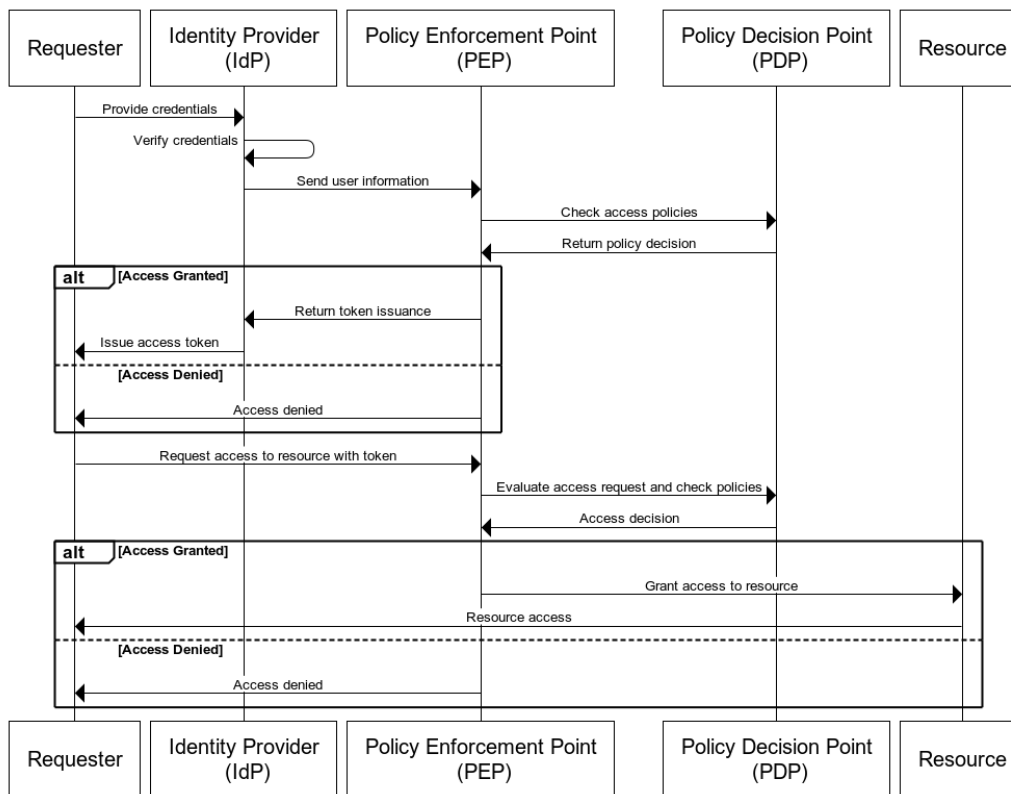 Requester
Identity Provider
(IdP)
Policy Enforcement Point
(PEP)
Policy Decision Point
(PDP)
Resource
Provide credentials
Verify credentials
Send user information
Check access policies
Return policy decision
alt
[Access Granted]
Return token issuance
Issue access token
[Access Denied]
Access denied
Request access to resource with token
Evaluate access request and check policies
Access decision
alt
[Access Granted]
Grant access to resource
Resource access
[Access Denied]
Access denied
Requester
Identity Provider
(IdP)
Policy Enforcement Point
(PEP)
Policy Decision Point
(PDP)
Resource